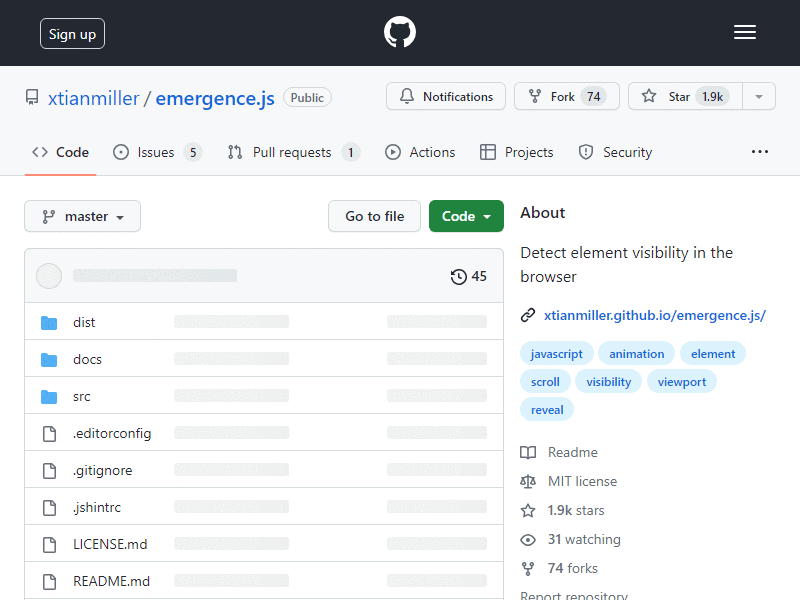 Sign up
xtianmiller / emergence.js Public
Notifications
Fork 74
Star 1.9k
Code
Issues 5
Pull requests 1
Actions
Projects
Security
master
Go to file
Code
45
dist
docs
src
.editorconfig
.gitignore
.jshintrc
LICENSE.md
README.md
About
Detect element visibility in the
browser
xtianmiller.github.io/emergence.js/
javascript animation element
scroll visibility viewport
reveal
Readme
MIT license
1.9k stars
31 watching
74 forks
Report repository